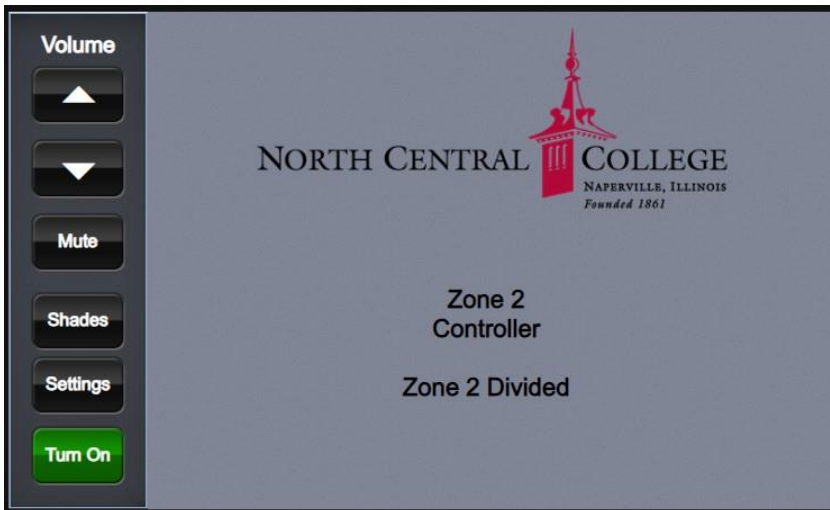 Volume
Mute
Shades
Settings
Turn On
NORTH CENTRAL COLLEGE
NAPERVILLE, ILLINOIS
Founded 1861
Zone 2
Controller
Zone 2 Divided